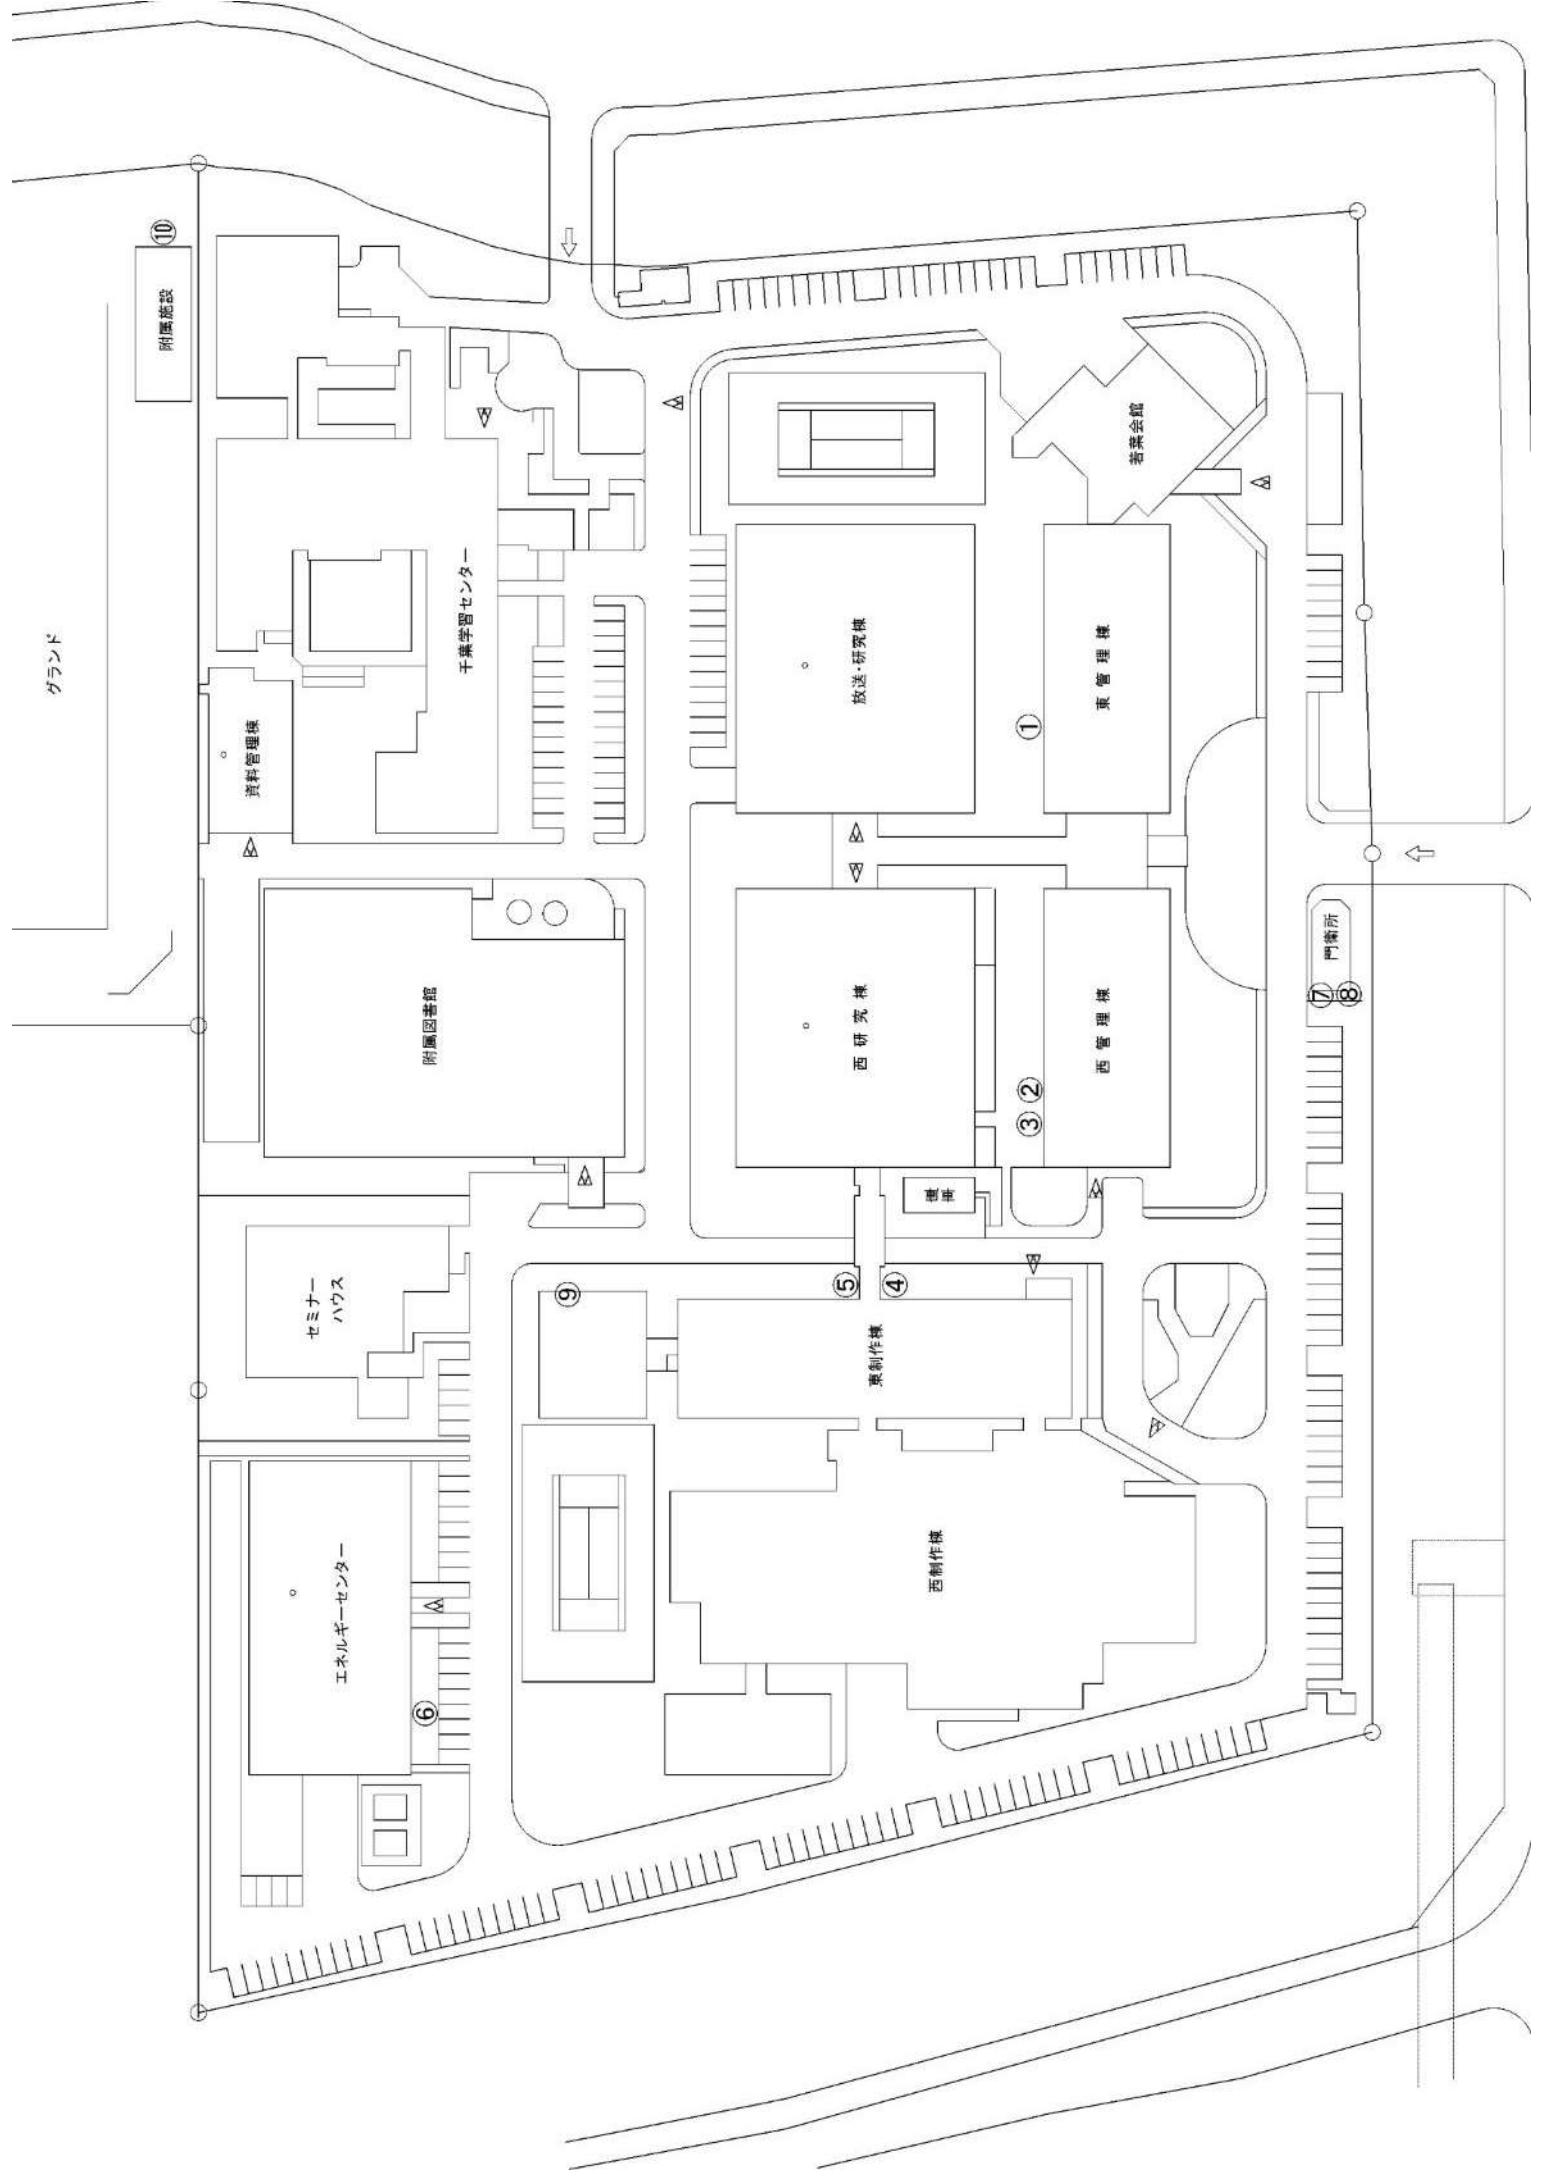 グランド
⑩
附属施設
資料管理棟
千葉学習センター
附属図書館
セミナー
ハウス
エネルギーセンター
⑥
若葉会館
放送・研究棟
東管理棟
①
西研究棟
西管理棟
②
③
車庫
門衛所
⑦
⑧
⑨
⑤
④
東制作棟
西制作棟